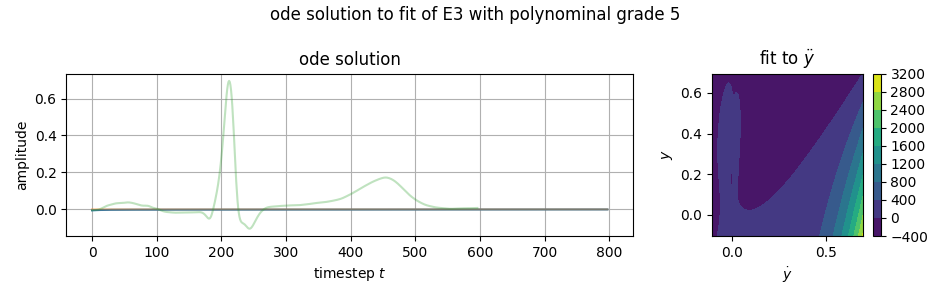 ode solution to fit of E3 with polynominal grade 5
ode solution
amplitude
0.6
0.4
0.2
0.0
0 100 200 300 400 500 600 700 800
timestep t
fit to ÿ
y
0.6
0.4
0.2
0.0
0.0 0.5
ẏ
3200
2800
2400
2000
1600
1200
800
400
0
−400